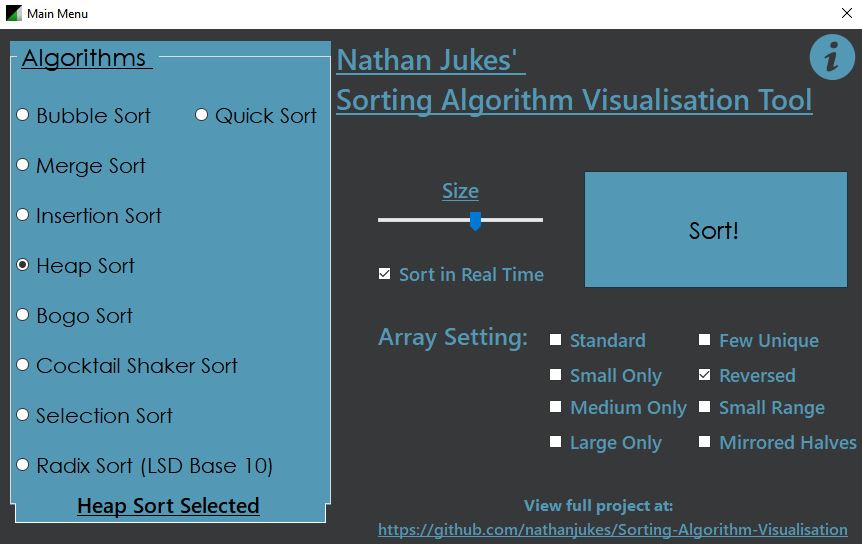 Main Menu
Algorithms
Bubble Sort
Quick Sort
Merge Sort
Insertion Sort
Heap Sort
Bogo Sort
Cocktail Shaker Sort
Selection Sort
Radix Sort (LSD Base 10)
Heap Sort Selected
Nathan Jukes'
Sorting Algorithm Visualisation Tool
i
Size
Sort!
Sort in Real Time
Array Setting:
Standard
Few Unique
Small Only
Reversed
Medium Only
Small Range
Large Only
Mirrored Halves
View full project at:
https://github.com/nathanjukes/Sorting-Algorithm-Visualisation